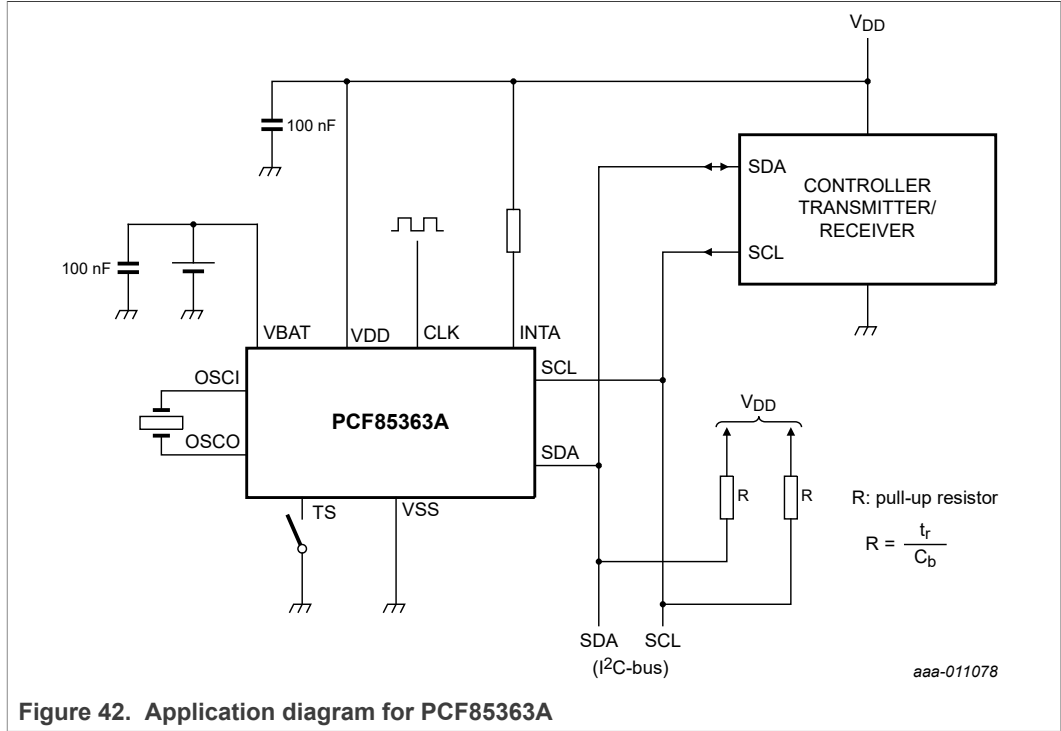 VDD
100 nF
SDA
CONTROLLER
TRANSMITTER/
RECEIVER
SCL
100 nF
VBAT
VDD
CLK
INTA
OSCI
SCL
PCF85363A
OSCO
SDA
VDD
TS
VSS
R
R
R: pull-up resistor
R = tr / Cb
SDA SCL
(I2C-bus)
aaa-011078
Figure 42. Application diagram for PCF85363A